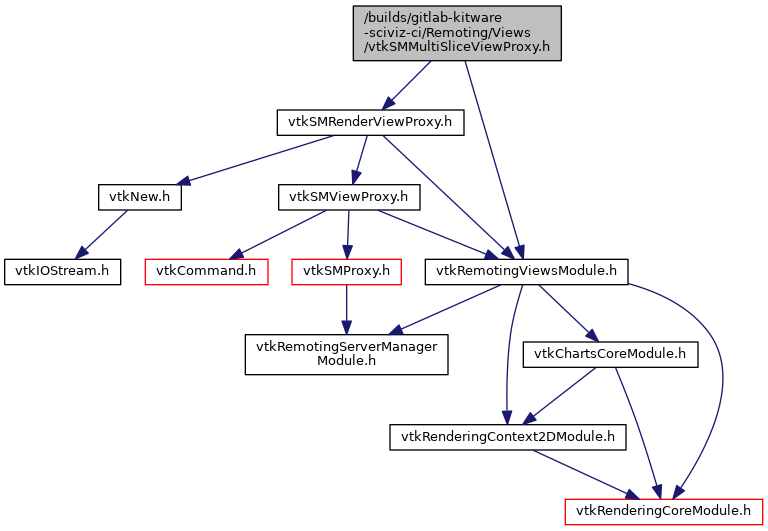 /builds/gitlab-kitware
-sciviz-ci/Remoting/Views
/vtkSMMultiSliceViewProxy.h
vtkSMRenderViewProxy.h
vtkNew.h
vtkSMViewProxy.h
vtkIOStream.h
vtkCommand.h
vtkSMProxy.h
vtkRemotingViewsModule.h
vtkRemotingServerManager
Module.h
vtkChartsCoreModule.h
vtkRenderingContext2DModule.h
vtkRenderingCoreModule.h